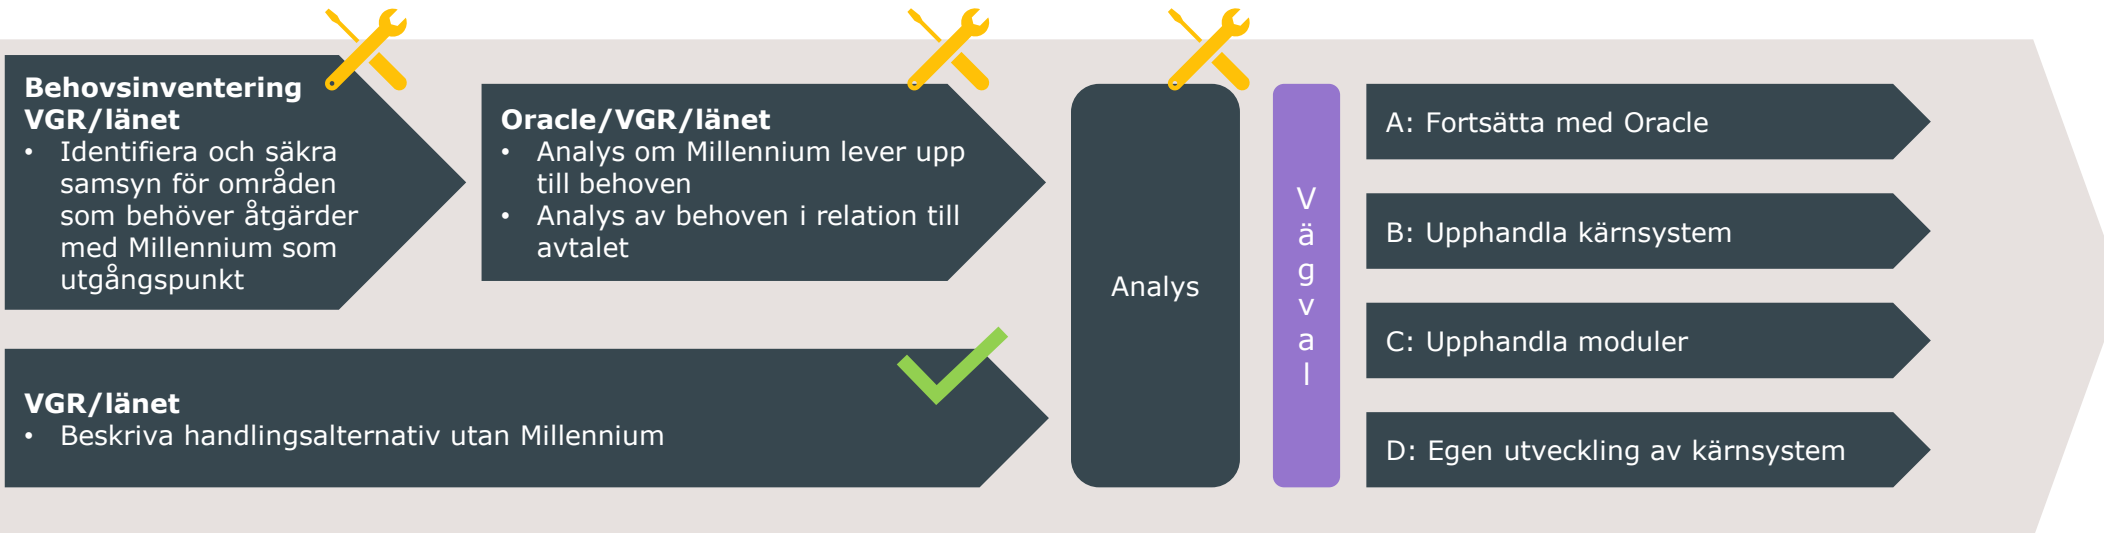 Behovsinventering
VGR/länet
• Identifiera och säkra
samsyn för områden
som behöver åtgärder
med Millennium som
utgångspunkt
Oracle/VGR/länet
• Analys om Millennium lever upp
till behoven
• Analys av behoven i relation till
avtalet
VGR/länet
• Beskriva handlingsalternativ utan Millennium
Analys
V
ä
g
v
a
l
A: Fortsätta med Oracle
B: Upphandla kärnsystem
C: Upphandla moduler
D: Egen utveckling av kärnsystem